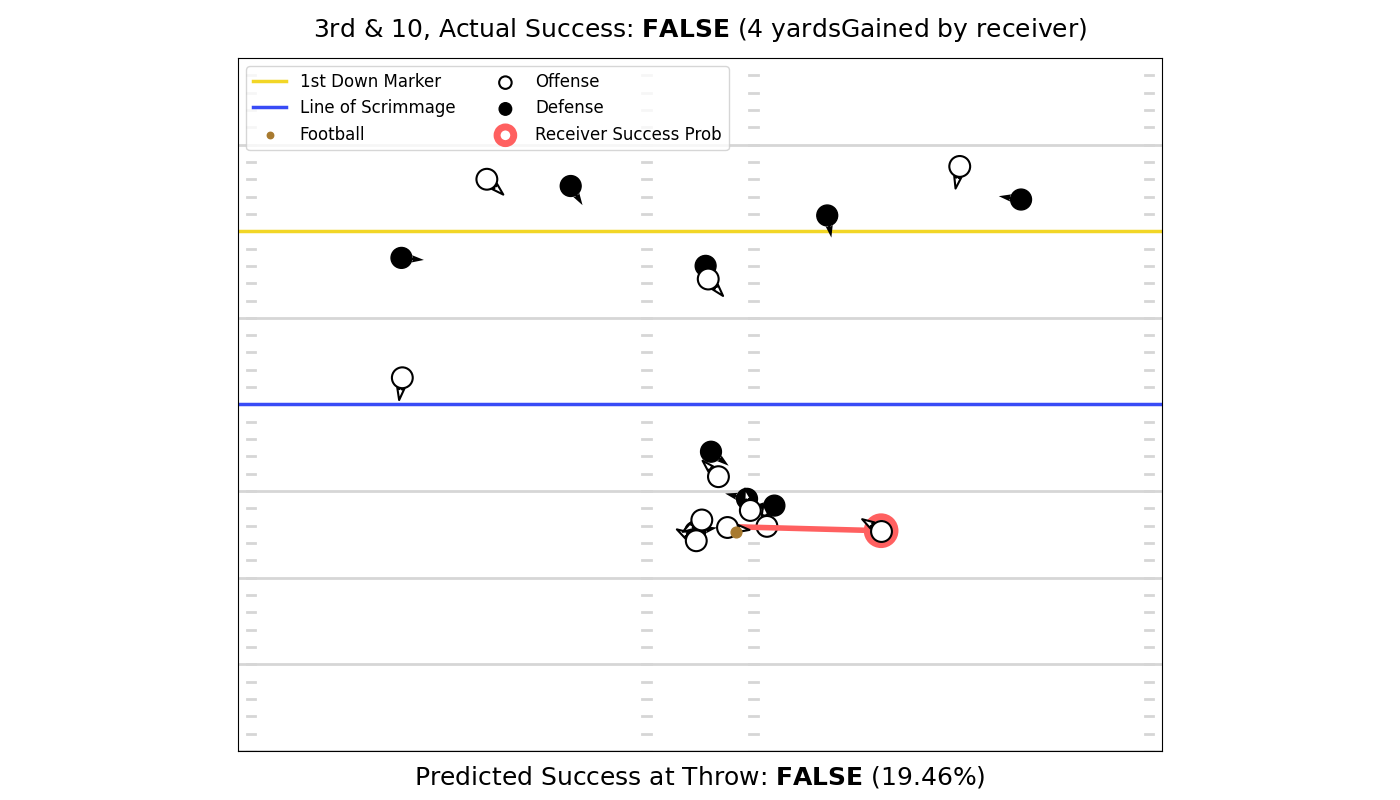 3rd & 10, Actual Success: FALSE (4 yardsGained by receiver)
1st Down Marker
Line of Scrimmage
Football
Offense
Defense
Receiver Success Prob
Predicted Success at Throw: FALSE (19.46%)